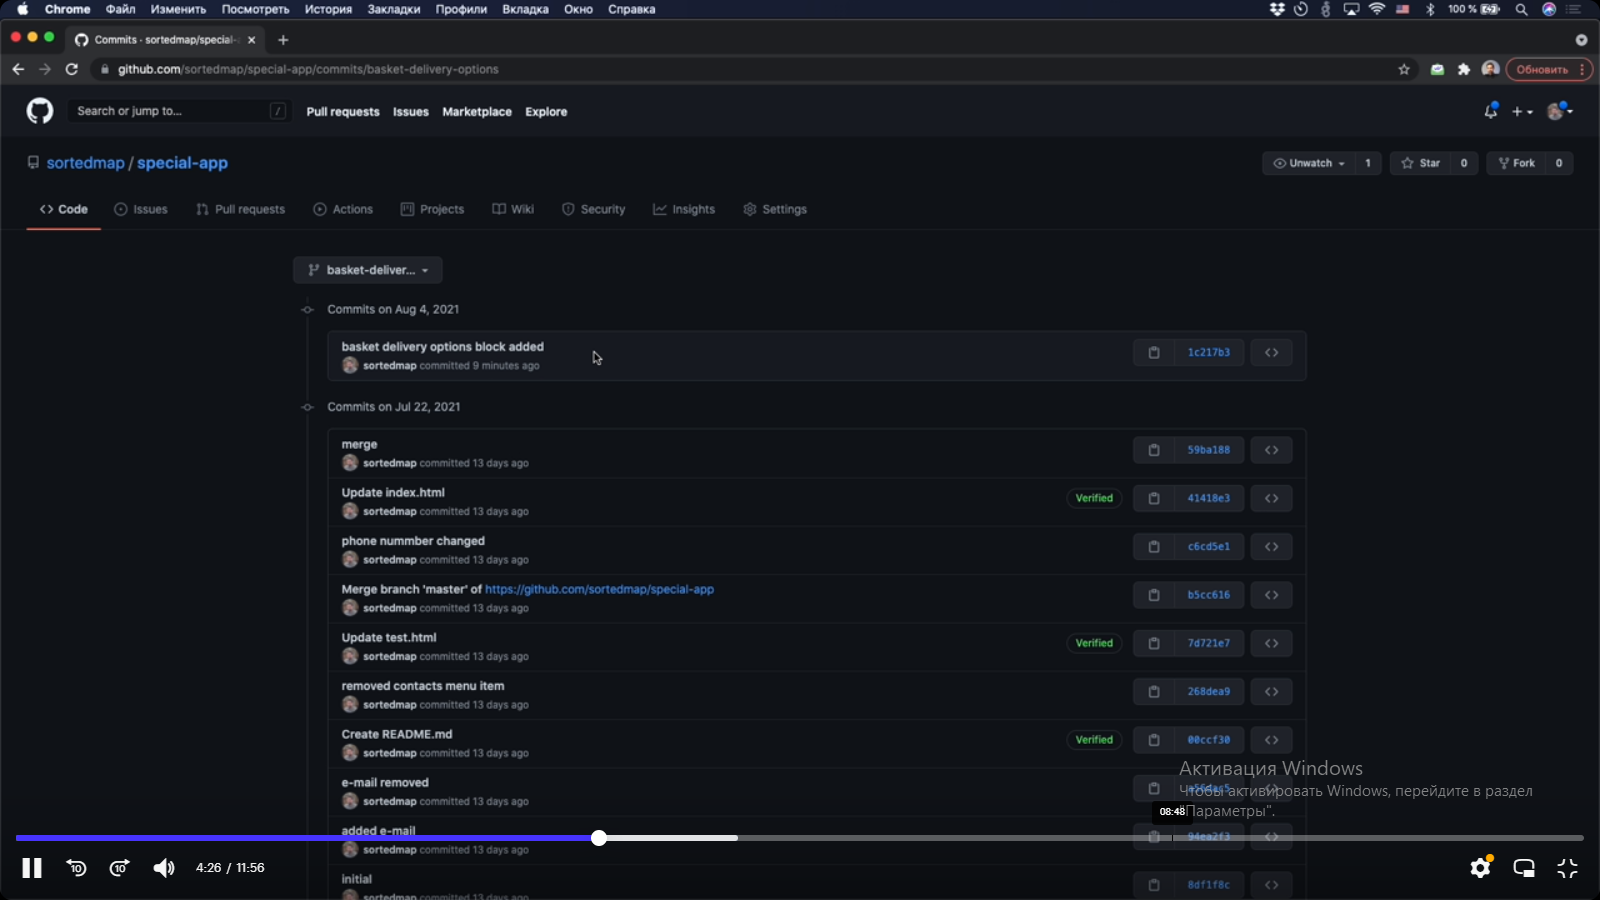 Chrome Файл Изменить Посмотреть История Закладки Профили Вкладка Окно Справка 100 %
Commits · sortedmap/special-
github.com/sortedmap/special-app/commits/basket-delivery-options Обновить
Search or jump to... / Pull requests Issues Marketplace Explore
sortedmap / special-app Unwatch 1 Star 0 Fork 0
Code Issues Pull requests Actions Projects Wiki Security Insights Settings
basket-deliver...
Commits on Aug 4, 2021
basket delivery options block added 1c217b3
sortedmap committed 9 minutes ago
Commits on Jul 22, 2021
merge 59ba188
sortedmap committed 13 days ago
Update index.html Verified 41418e3
sortedmap committed 13 days ago
phone nummber changed c6cd5e1
sortedmap committed 13 days ago
Merge branch 'master' of https://github.com/sortedmap/special-app b5cc616
sortedmap committed 13 days ago
Update test.html Verified 7d721e7
sortedmap committed 13 days ago
removed contacts menu item 268dea9
sortedmap committed 13 days ago
Create README.md Verified 00ccf30
sortedmap committed 13 days ago
e-mail removed
sortedmap committed 13 days ago
added e-mail 94ea2f3
sortedmap committed 13 days ago
initial 8df1f8c
sortedmap committed 13 days ago
Активация Windows
Чтобы активировать Windows, перейдите в раздел
"Параметры".
08:48
10 10 4:26 / 11:56